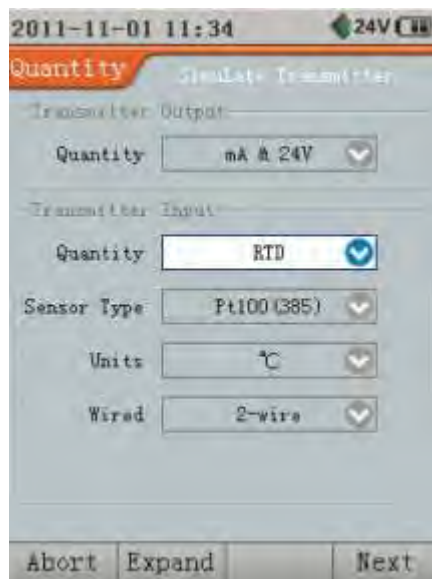 2011-11-01 11:34 24V
Quantity Simulate Transmitter
Transmitter Output
Quantity mA & 24V
Transmitter Input
Quantity RTD
Sensor Type Pt100(385)
Units ℃
Wired 2-wire
Abort Expand Next